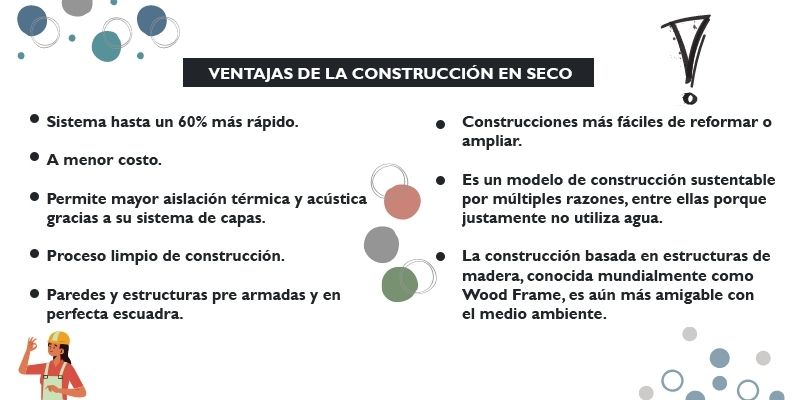 VENTAJAS DE LA CONSTRUCCIÓN EN SECO
Sistema hasta un 60% más rápido.
A menor costo.
Permite mayor aislación térmica y acústica
gracias a su sistema de capas.
Proceso limpio de construcción.
Paredes y estructuras pre armadas y en
perfecta escuadra.
Construcciones más fáciles de reformar o
ampliar.
Es un modelo de construcción sustentable
por múltiples razones, entre ellas porque
justamente no utiliza agua.
La construcción basada en estructuras de
madera, conocida mundialmente como
Wood Frame, es aún más amigable con
el medio ambiente.